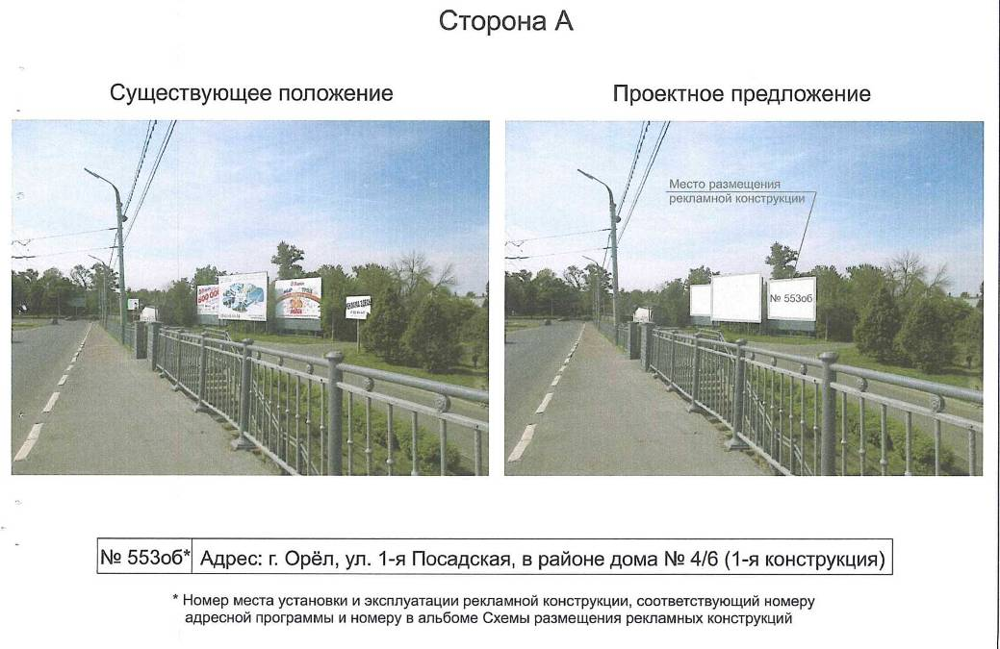 Сторона А
Существующее положение
Проектное предложение
Место размещения
рекламной конструкции
№ 553об
№ 553об*
Адрес: г. Орёл, ул. 1-я Посадская, в районе дома № 4/6 (1-я конструкция)
* Номер места установки и эксплуатации рекламной конструкции, соответствующий номеру
адресной программы и номеру в альбоме Схемы размещения рекламных конструкций